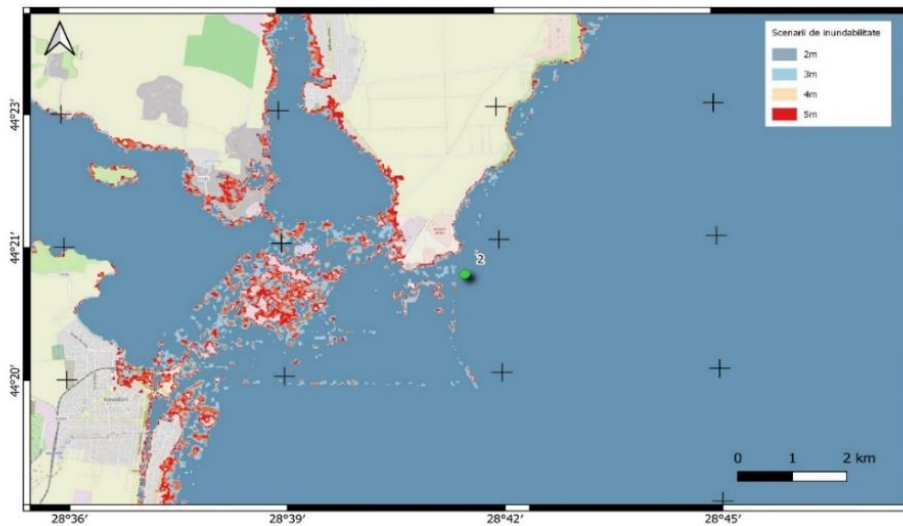 Scenarii de inundabilitate
2m
3m
4m
5m
44°23'
44°21'
44°20'
2
0 1 2 km
28°36' 28°39' 28°42' 28°45'